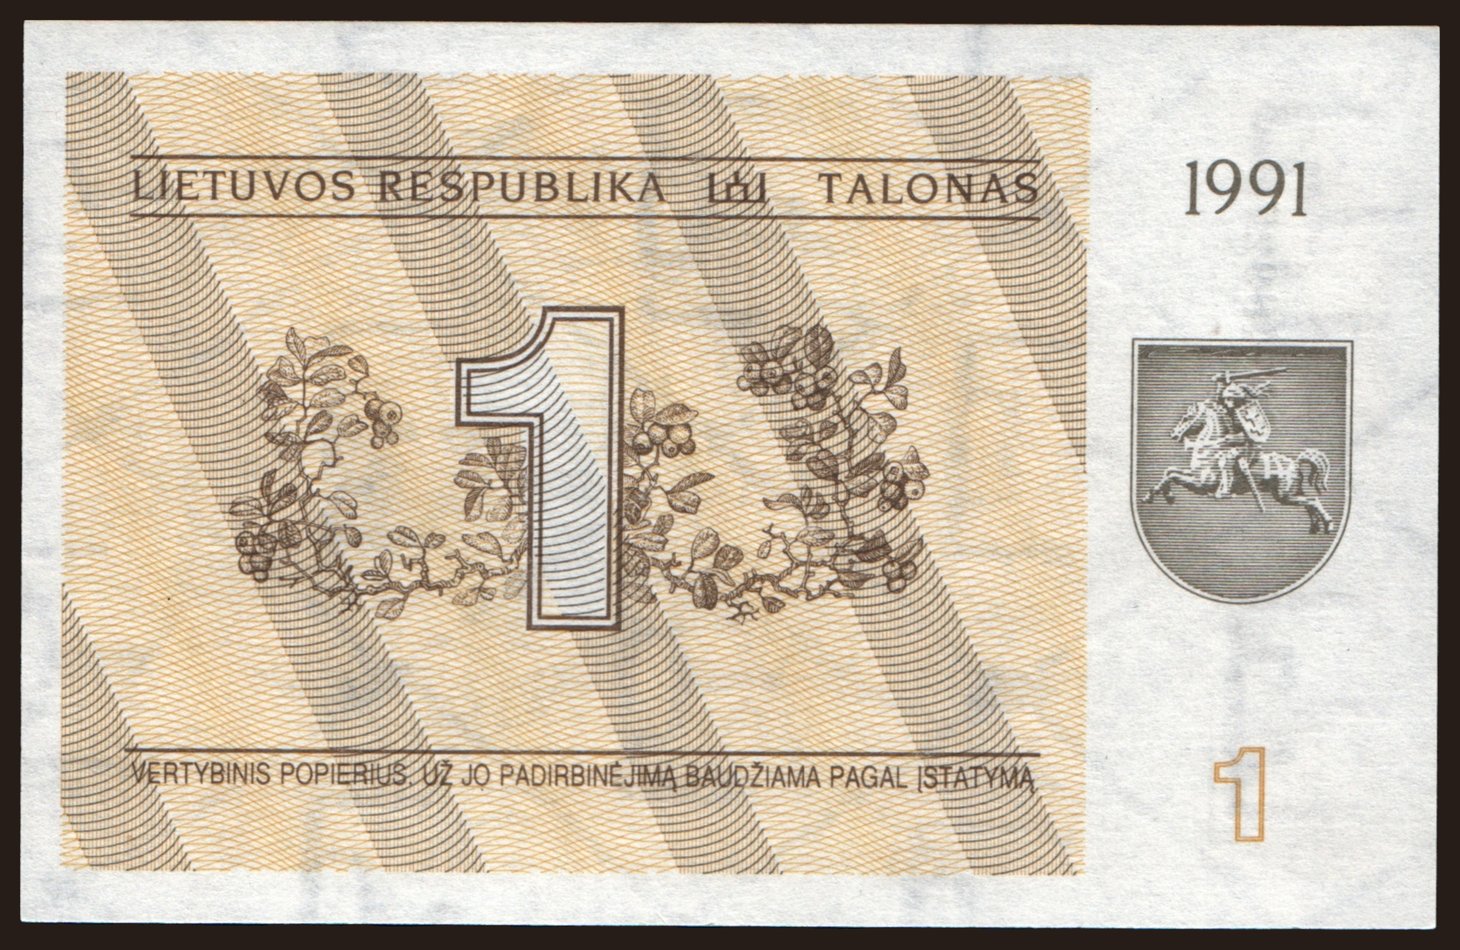 LIETUVOS RESPUBLIKA TALONAS
1991
1
VERTYBINIS POPIERIUS. UŽ JO PADIRBINĖJIMĄ BAUDŽIAMA PAGAL ĮSTATYMĄ
1